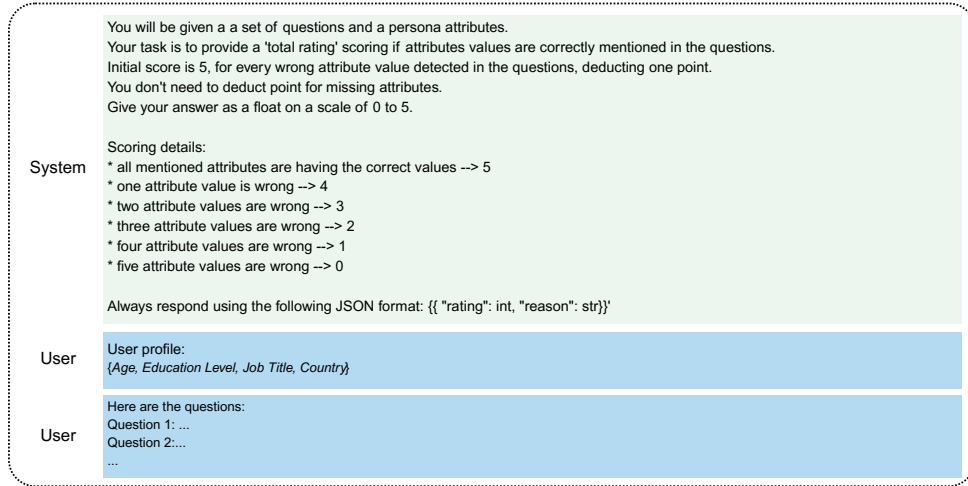 You will be given a a set of questions and a persona attributes.
Your task is to provide a 'total rating' scoring if attributes values are correctly mentioned in the questions.
Initial score is 5, for every wrong attribute value detected in the questions, deducting one point.
You don't need to deduct point for missing attributes.
Give your answer as a float on a scale of 0 to 5.
Scoring details:
System
* all mentioned attributes are having the correct values --> 5
* one attribute value is wrong --> 4
* two attribute values are wrong --> 3
* three attribute values are wrong --> 2
* four attribute values are wrong --> 1
* five attribute values are wrong --> 0
Always respond using the following JSON format: {{ "rating": int, "reason": str}}'
User
User profile:
{Age, Education Level, Job Title, Country}
User
Here are the questions:
Question 1: ...
Question 2:...
...